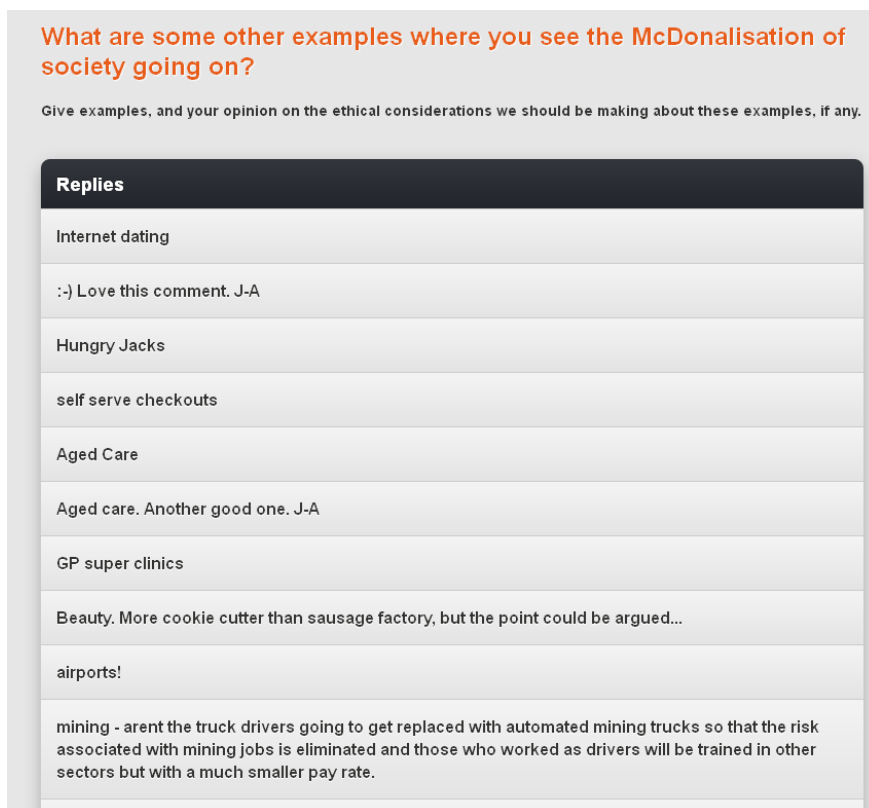 What are some other examples where you see the McDonalisation of
society going on?
Give examples, and your opinion on the ethical considerations we should be making about these examples, if any.
Replies
Internet dating
:-) Love this comment. J-A
Hungry Jacks
self serve checkouts
Aged Care
Aged care. Another good one. J-A
GP super clinics
Beauty. More cookie cutter than sausage factory, but the point could be argued...
airports!
mining - arent the truck drivers going to get replaced with automated mining trucks so that the risk
associated with mining jobs is eliminated and those who worked as drivers will be trained in other
sectors but with a much smaller pay rate.